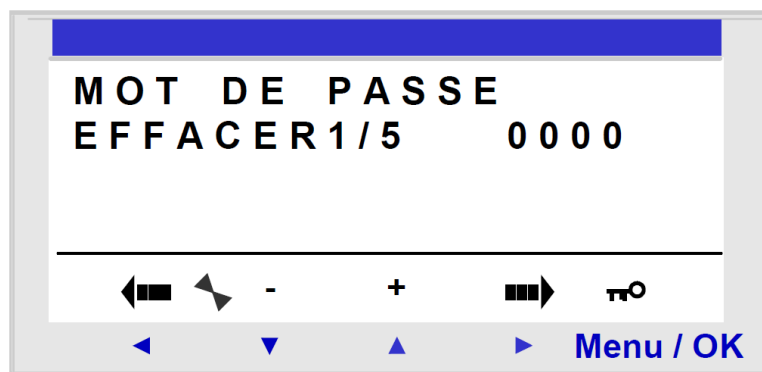 MOT DE PASSE
EFFACER1/5 0000
- +
Menu / OK